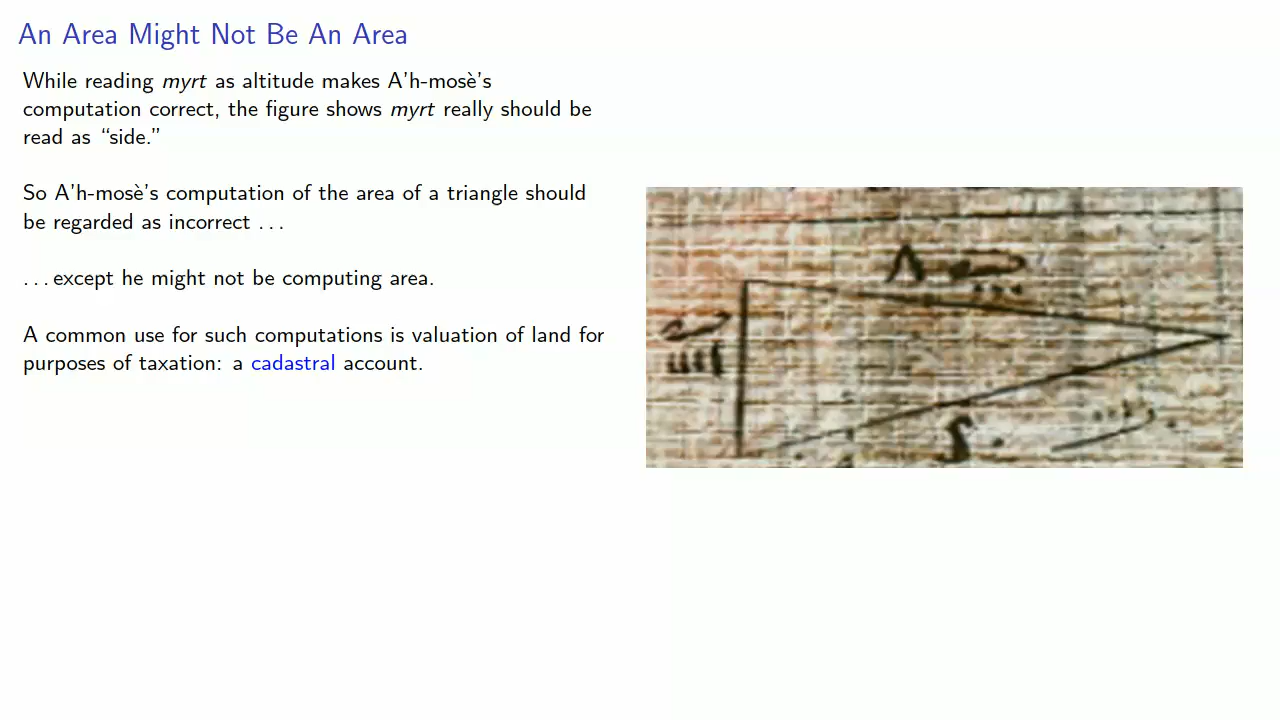 An Area Might Not Be An Area
While reading myrt as altitude makes A’h-mosè’s
computation correct, the figure shows myrt really should be
read as “side.”
So A’h-mosè’s computation of the area of a triangle should
be regarded as incorrect . . .
. . . except he might not be computing area.
A common use for such computations is valuation of land for
purposes of taxation: a cadastral account.